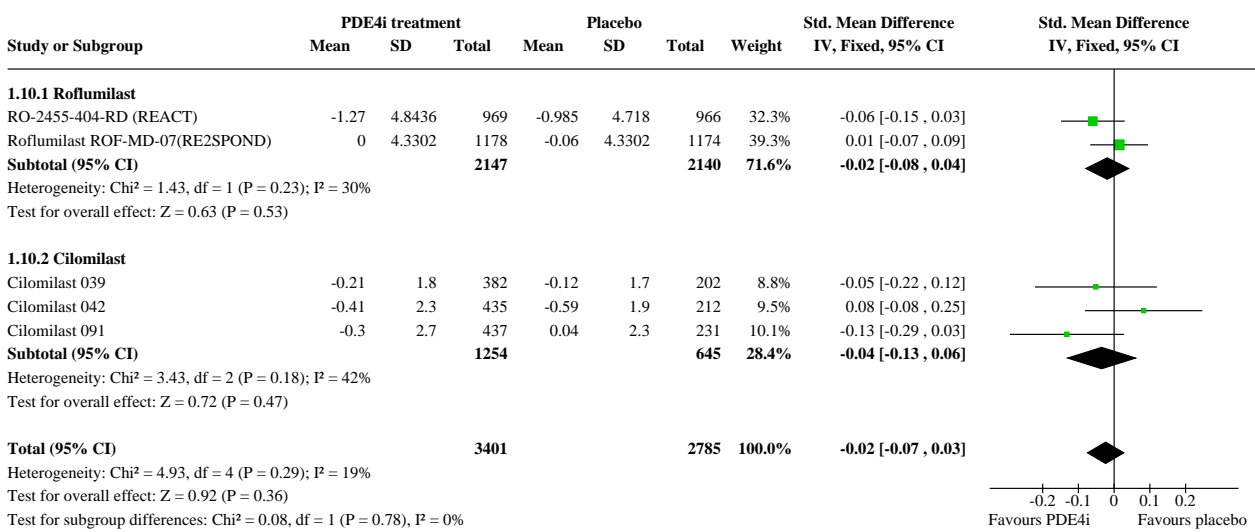 PDE4i treatment Placebo Std. Mean Difference Std. Mean Difference
Study or Subgroup Mean SD Total Mean SD Total Weight IV, Fixed, 95% CI IV, Fixed, 95% CI
1.10.1 Roflumilast
RO-2455-404-RD (REACT) -1.27 4.8436 969 -0.985 4.718 966 32.3% -0.06 [-0.15 , 0.03]
Roflumilast ROF-MD-07(RE2SPOND) 0 4.3302 1178 -0.06 4.3302 1174 39.3% 0.01 [-0.07 , 0.09]
Subtotal (95% CI) 2147 2140 71.6% -0.02 [-0.08 , 0.04]
Heterogeneity: Chi² = 1.43, df = 1 (P = 0.23); I² = 30%
Test for overall effect: Z = 0.63 (P = 0.53)
1.10.2 Cilomilast
Cilomilast 039 -0.21 1.8 382 -0.12 1.7 202 8.8% -0.05 [-0.22 , 0.12]
Cilomilast 042 -0.41 2.3 435 -0.59 1.9 212 9.5% 0.08 [-0.08 , 0.25]
Cilomilast 091 -0.3 2.7 437 0.04 2.3 231 10.1% -0.13 [-0.29 , 0.03]
Subtotal (95% CI) 1254 645 28.4% -0.04 [-0.13 , 0.06]
Heterogeneity: Chi² = 3.43, df = 2 (P = 0.18); I² = 42%
Test for overall effect: Z = 0.72 (P = 0.47)
Total (95% CI) 3401 2785 100.0% -0.02 [-0.07 , 0.03]
Heterogeneity: Chi² = 4.93, df = 4 (P = 0.29); I² = 19%
Test for overall effect: Z = 0.92 (P = 0.36)
-0.2 -0.1 0 0.1 0.2
Test for subgroup differences: Chi² = 0.08, df = 1 (P = 0.78), I² = 0%
Favours PDE4i Favours placebo